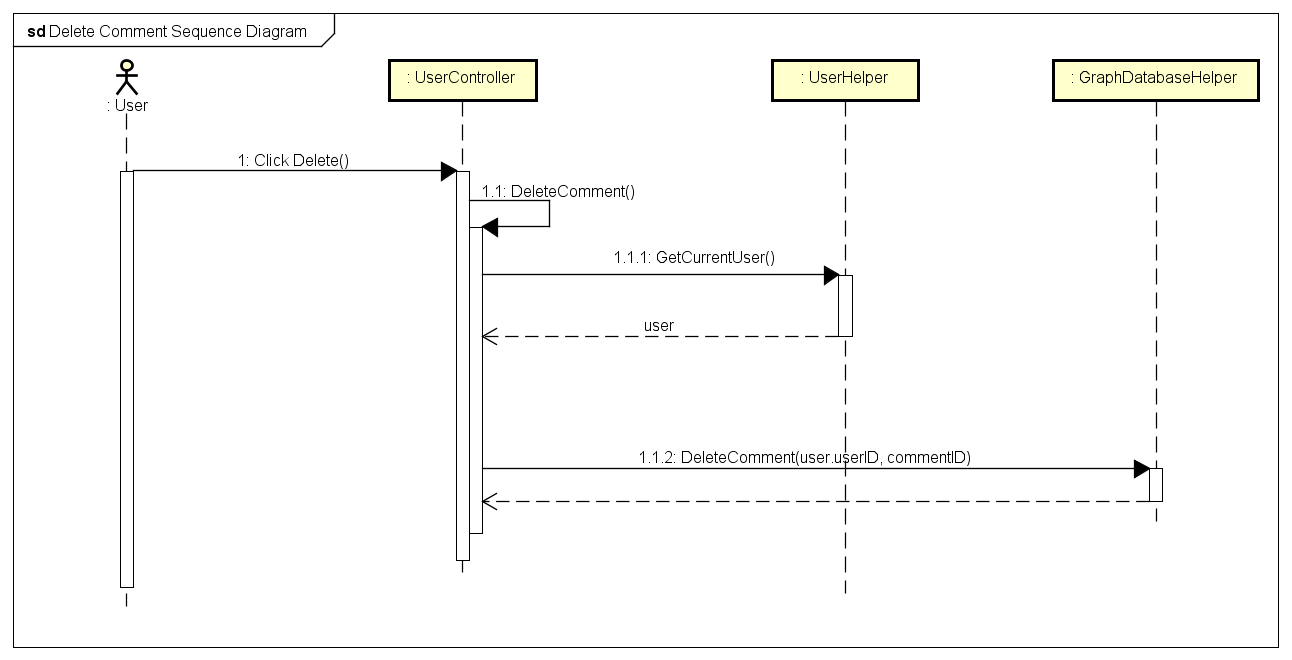 sd Delete Comment Sequence Diagram
: User
: UserController
: UserHelper
: GraphDatabaseHelper
1: Click Delete()
1.1: DeleteComment()
1.1.1: GetCurrentUser()
user
1.1.2: DeleteComment(user.userID, commentID)